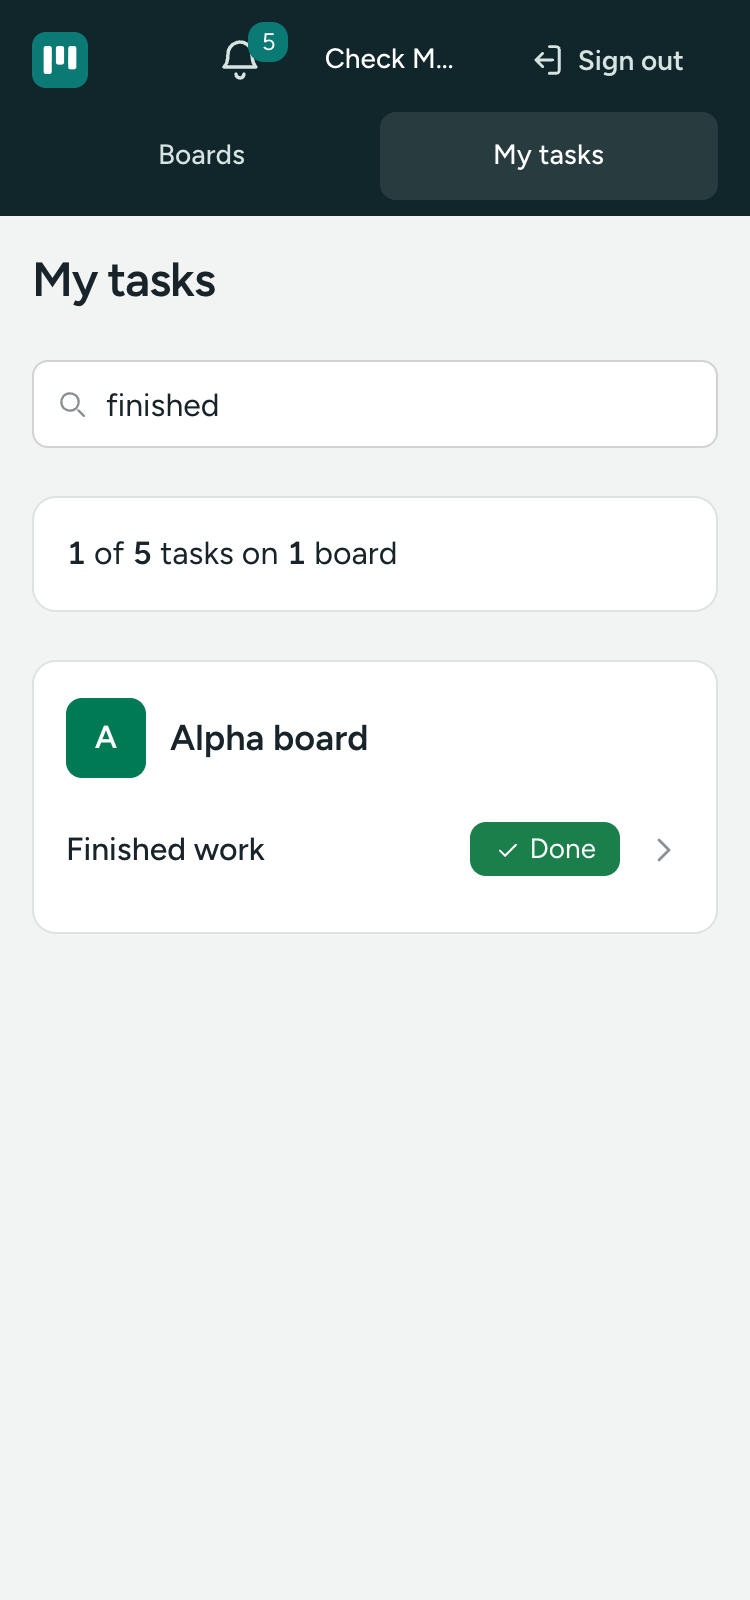 5
Check M...
Sign out
Boards
My tasks
My tasks
finished
1 of 5 tasks on 1 board
A
Alpha board
Finished work
Done